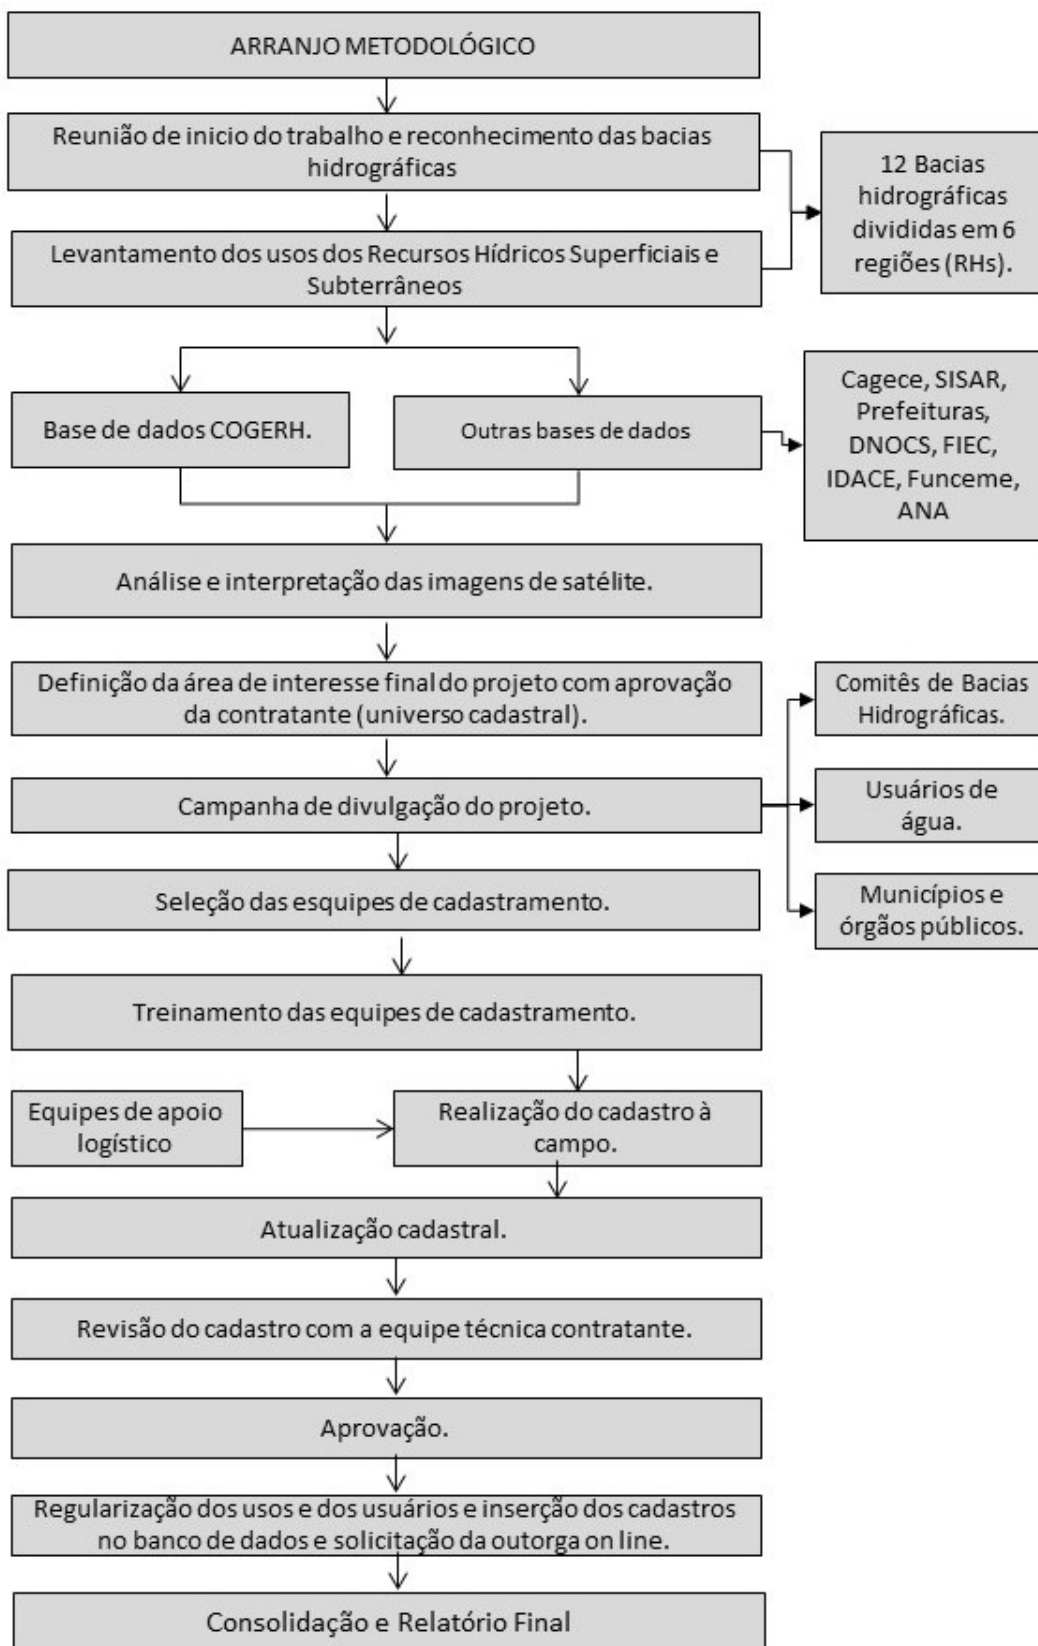 ARRANJO METODOLÓGICO
Reunião de inicio do trabalho e reconhecimento das bacias
hidrográficas
12 Bacias
hidrográficas
divididas em 6
regiões (RHs).
Levantamento dos usos dos Recursos Hídricos Superficiais e
Subterrâneos
Base de dados COGERH.
Outras bases de dados
Cagece, SISAR,
Prefeituras,
DNOCS, FIEC,
IDACE, Funceme,
ANA
Análise e interpretação das imagens de satélite.
Definição da área de interesse final do projeto com aprovação
da contratante (universo cadastral).
Campanha de divulgação do projeto.
Comitês de Bacias
Hidrográficas.
Usuários de
água.
Municípios e
órgãos públicos.
Seleção das esquipes de cadastramento.
Treinamento das equipes de cadastramento.
Equipes de apoio
logístico
Realização do cadastro à
campo.
Atualização cadastral.
Revisão do cadastro com a equipe técnica contratante.
Aprovação.
Regularização dos usos e dos usuários e inserção dos cadastros
no banco de dados e solicitação da outorga on line.
Consolidação e Relatório Final